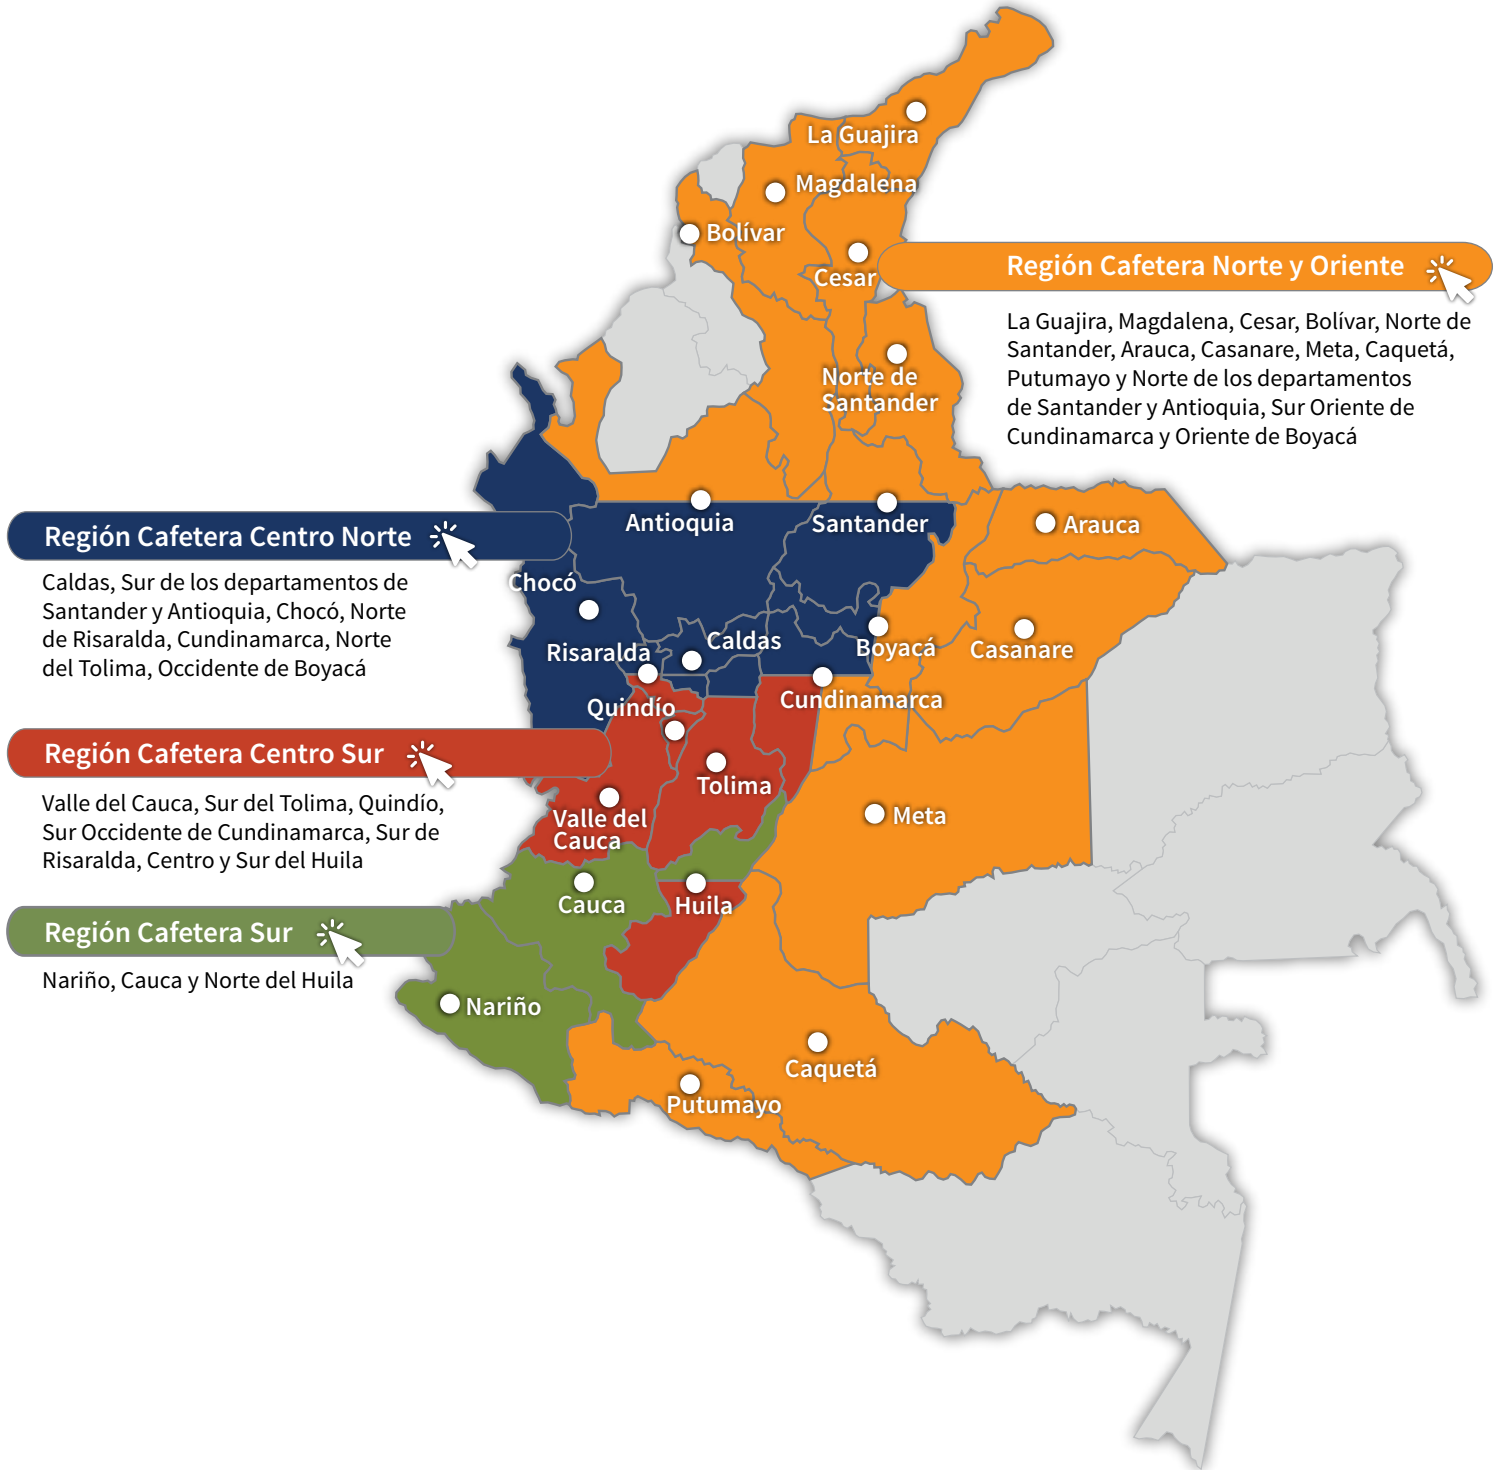 La Guajira
Magdalena
Bolívar
Cesar
Región Cafetera Norte y Oriente
La Guajira, Magdalena, Cesar, Bolívar, Norte de
Santander, Arauca, Casanare, Meta, Caquetá,
Putumayo y Norte de los departamentos
de Santander y Antioquia, Sur Oriente de
Cundinamarca y Oriente de Boyacá
Norte de
Santander
Antioquia
Santander
Arauca
Región Cafetera Centro Norte
Caldas, Sur de los departamentos de
Santander y Antioquia, Chocó, Norte
de Risaralda, Cundinamarca, Norte
del Tolima, Occidente de Boyacá
Chocó
Risaralda
Caldas
Boyacá
Casanare
Quindío
Cundinamarca
Región Cafetera Centro Sur
Valle del Cauca, Sur del Tolima, Quindío,
Sur Occidente de Cundinamarca, Sur de
Risaralda, Centro y Sur del Huila
Tolima
Valle del
Cauca
Meta
Cauca
Huila
Región Cafetera Sur
Nariño, Cauca y Norte del Huila
Nariño
Caquetá
Putumayo